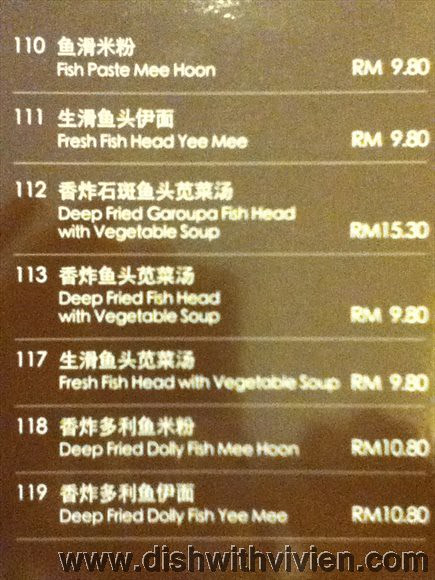 110 鱼滑米粉
Fish Paste Mee Hoon RM 9.80
111 生滑鱼头伊面
Fresh Fish Head Yee Mee RM 9.80
112 香炸石斑鱼头苋菜汤
Deep Fried Garoupa Fish Head
with Vegetable Soup RM15.30
113 香炸鱼头苋菜汤
Deep Fried Fish Head
with Vegetable Soup RM 9.80
117 生滑鱼头苋菜汤
Fresh Fish Head with Vegetable Soup RM 9.80
118 香炸多利鱼米粉
Deep Fried Dolly Fish Mee Hoon RM10.80
119 香炸多利鱼伊面
Deep Fried Dolly Fish Yee Mee RM10.80
www.dishwithvivien.com